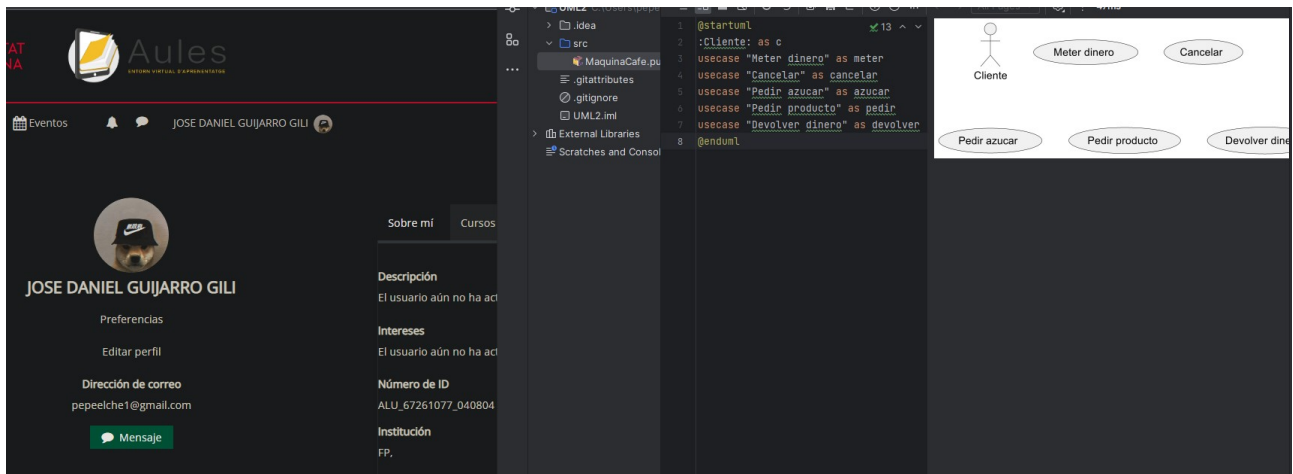 AT
NA
Aules
ENTORN VIRTUAL D'APRENENTATGE
Eventos
JOSE DANIEL GUIJARRO GILI
JOSE DANIEL GUIJARRO GILI
Preferencias
Editar perfil
Dirección de correo
pepeelche1@gmail.com
Mensaje
Sobre mí
Cursos
Descripción
El usuario aún no ha act
Intereses
El usuario aún no ha act
Número de ID
ALU_67261077_040804
Institución
FP,
UML2 C:\Users\pepe
.idea
src
MaquinaCafe.pu
.gitattributes
.gitignore
UML2.iml
External Libraries
Scratches and Consol
13
1 @startuml
2 :Cliente: as c
3 usecase "Meter dinero" as meter
4 usecase "Cancelar" as cancelar
5 usecase "Pedir azucar" as azucar
6 usecase "Pedir producto" as pedir
7 usecase "Devolver dinero" as devolver
8 @enduml
Cliente
Meter dinero
Cancelar
Pedir azucar
Pedir producto
Devolver dine